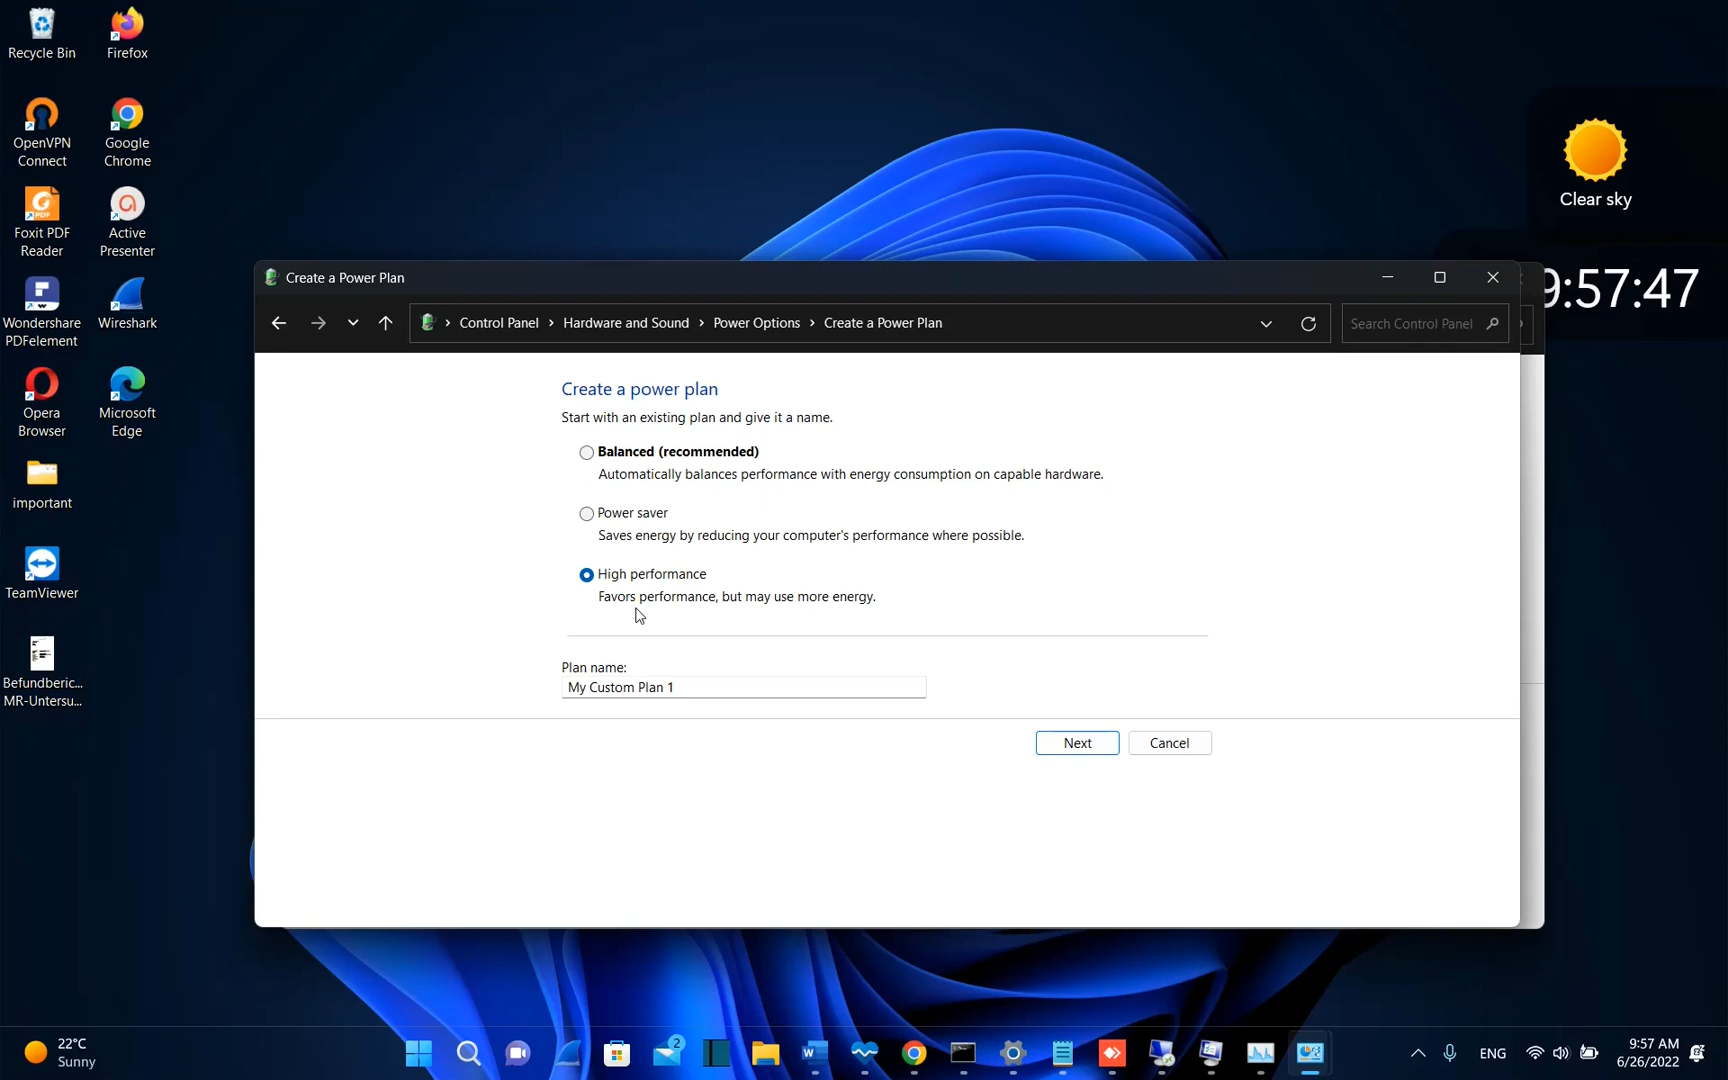 Recycle Bin
Firefox
OpenVPN
Connect
Google
Chrome
Foxit PDF
Reader
Active
Presenter
Wondershare
PDFelement
Wireshark
Opera
Browser
Microsoft
Edge
important
TeamViewer
Befundberic...
MR-Untersu...
Clear sky
9:57:47
Create a Power Plan
Control Panel > Hardware and Sound > Power Options > Create a Power Plan
Search Control Panel
Create a power plan
Start with an existing plan and give it a name.
Balanced (recommended)
Automatically balances performance with energy consumption on capable hardware.
Power saver
Saves energy by reducing your computer's performance where possible.
High performance
Favors performance, but may use more energy.
Plan name:
My Custom Plan 1
Next
Cancel
22°C
Sunny
2
ENG
9:57 AM
6/26/2022